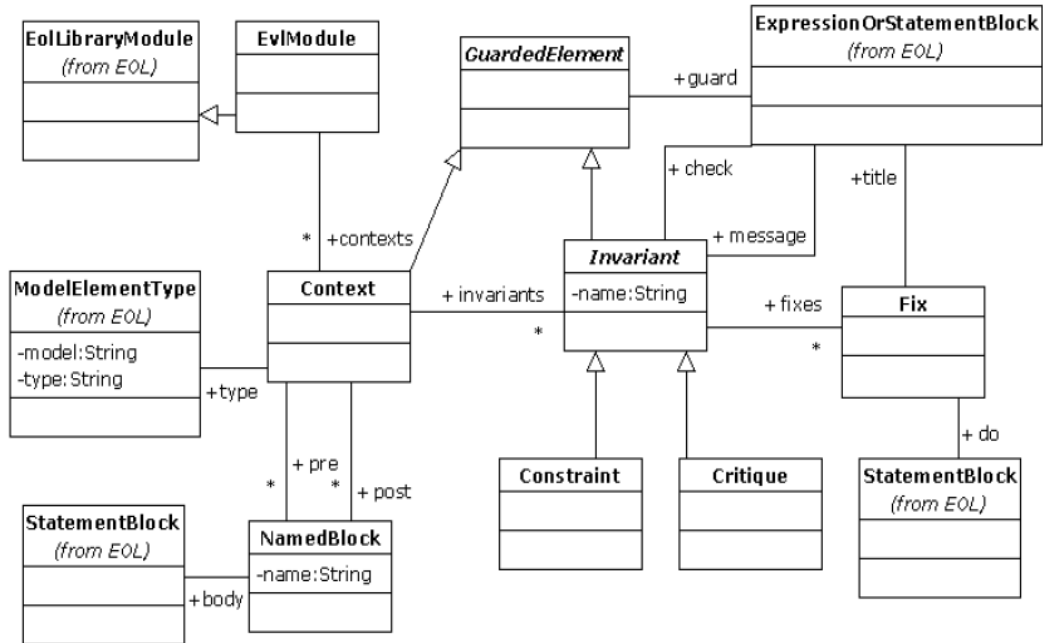 EolLibraryModule
(from EOL)
EvlModule
GuardedElement
ExpressionOrStatementBlock
(from EOL)
+guard
+ check
+title
*
+contexts
+ message
ModelElementType
(from EOL)
-model:String
-type:String
Context
+ invariants
*
Invariant
-name:String
+ fixes
*
Fix
+type
+ do
* + pre
* + post
Constraint
Critique
StatementBlock
(from EOL)
StatementBlock
(from EOL)
NamedBlock
-name:String
+body